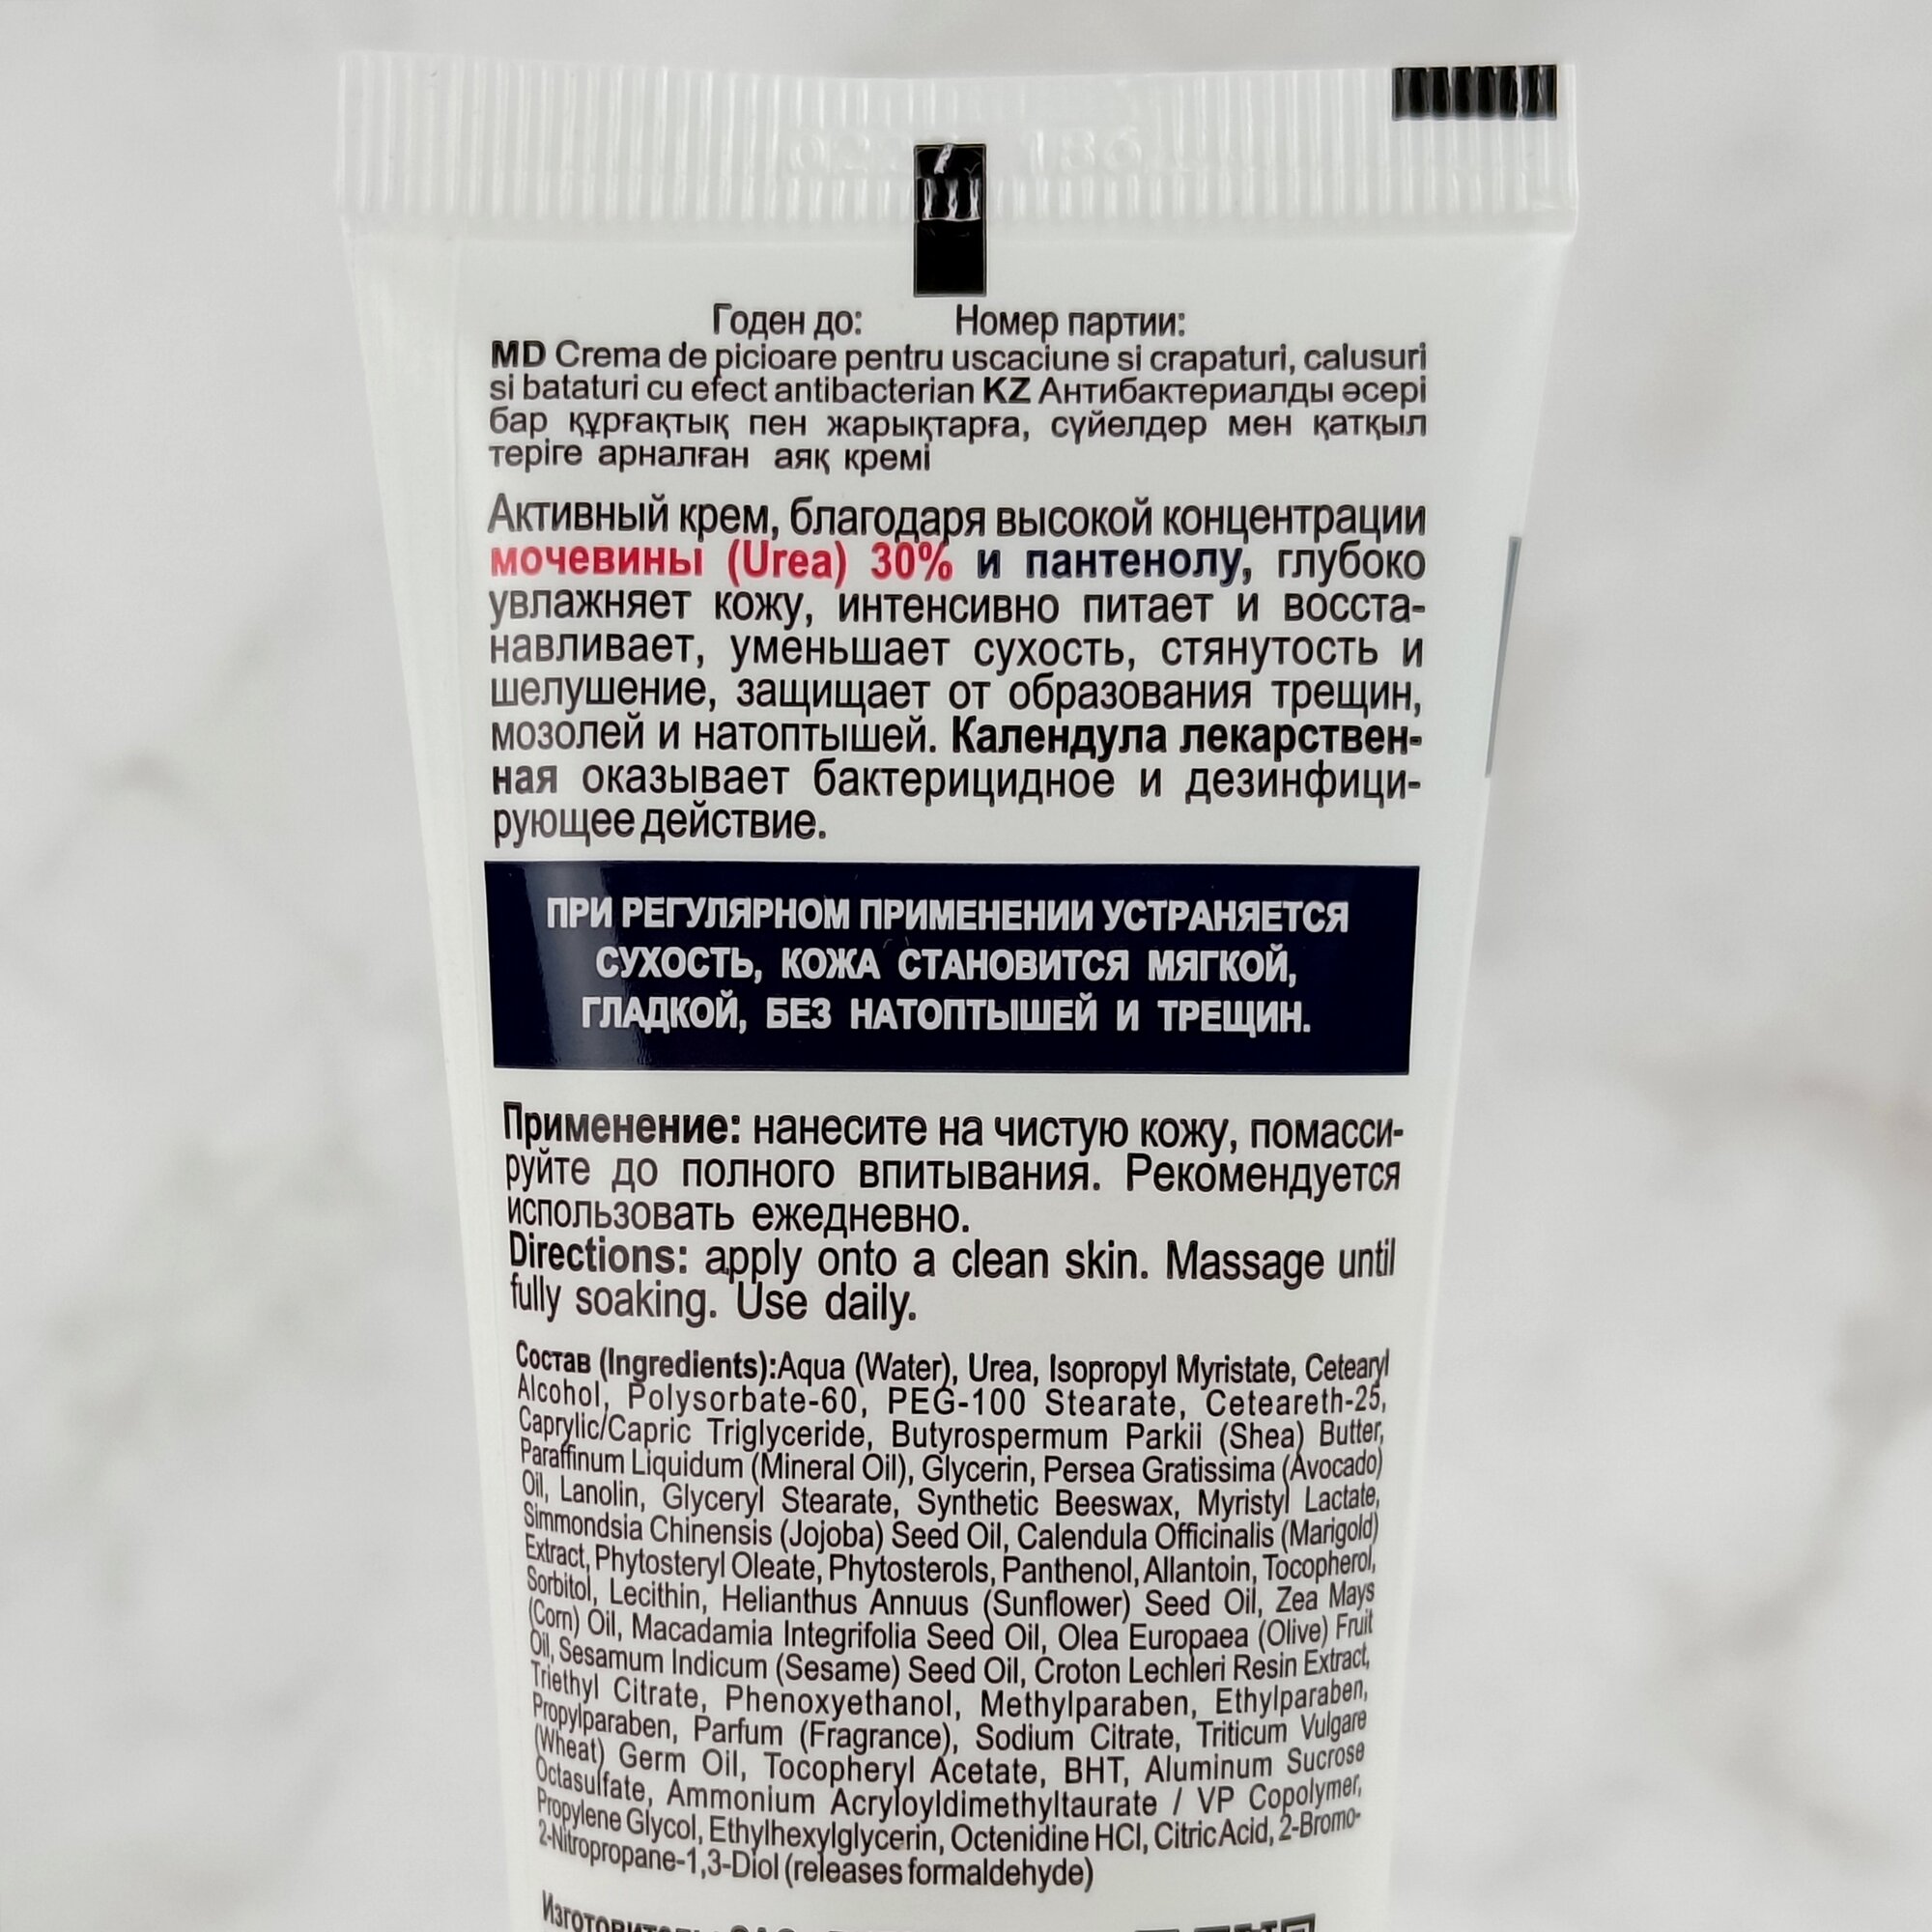 Годен до: Номер партии:
MD Crema de picioare pentru uscaciune si crapaturi, calusuri
si bataturi cu efect antibacterian KZ Антибактериалды әсері
бар құрғақтық пен жарықтарға, сүйелдер мен қатқыл
теріге арналған аяқ кремі
Активный крем, благодаря высокой концентрации
мочевины (Urea) 30% и пантенолу, глубоко
увлажняет кожу, интенсивно питает и восста-
навливает, уменьшает сухость, стянутость и
шелушение, защищает от образования трещин,
мозолей и натоптышей. Календула лекарствен-
ная оказывает бактерицидное и дезинфици-
рующее действие.
ПРИ РЕГУЛЯРНОМ ПРИМЕНЕНИИ УСТРАНЯЕТСЯ
СУХОСТЬ, КОЖА СТАНОВИТСЯ МЯГКОЙ,
ГЛАДКОЙ, БЕЗ НАТОПТЫШЕЙ И ТРЕЩИН.
Применение: нанесите на чистую кожу, помасси-
руйте до полного впитывания. Рекомендуется
использовать ежедневно.
Directions: apply onto a clean skin. Massage until
fully soaking. Use daily.
Состав (Ingredients):Aqua (Water), Urea, Isopropyl Myristate, Cetearyl
Alcohol, Polysorbate-60, PEG-100 Stearate, Ceteareth-25,
Caprylic/Capric Triglyceride, Butyrospermum Parkii (Shea) Butter,
Paraffinum Liquidum (Mineral Oil), Glycerin, Persea Gratissima (Avocado)
Oil, Lanolin, Glyceryl Stearate, Synthetic Beeswax, Myristyl Lactate,
Simmondsia Chinensis (Jojoba) Seed Oil, Calendula Officinalis (Marigold)
Extract, Phytosteryl Oleate, Phytosterols, Panthenol, Allantoin, Tocopherol,
Sorbitol, Lecithin, Helianthus Annuus (Sunflower) Seed Oil, Zea Mays
(Corn) Oil, Macadamia Integrifolia Seed Oil, Olea Europaea (Olive) Fruit
Oil, Sesamum Indicum (Sesame) Seed Oil, Croton Lechleri Resin Extract,
Triethyl Citrate, Phenoxyethanol, Methylparaben, Ethylparaben,
Propylparaben, Parfum (Fragrance), Sodium Citrate, Triticum Vulgare
(Wheat) Germ Oil, Tocopheryl Acetate, BHT, Aluminum Sucrose
Octasulfate, Ammonium Acryloyldimethyltaurate / VP Copolymer,
Propylene Glycol, Ethylhexylglycerin, Octenidine HCl, Citric Acid, 2-Bromo-
2-Nitropropane-1,3-Diol (releases formaldehyde)